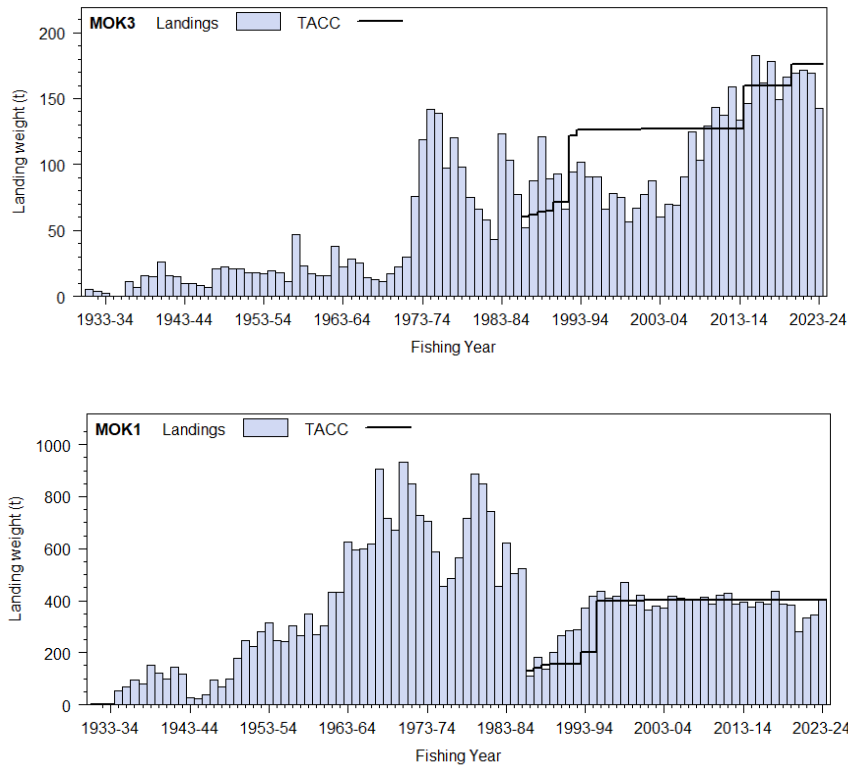 MOK3 Landings TACC
200
150
100
50
0
Landing weight (t)
1933-34 1943-44 1953-54 1963-64 1973-74 1983-84 1993-94 2003-04 2013-14 2023-24
Fishing Year
MOK1 Landings TACC
1000
800
600
400
200
0
Landing weight (t)
1933-34 1943-44 1953-54 1963-64 1973-74 1983-84 1993-94 2003-04 2013-14 2023-24
Fishing Year